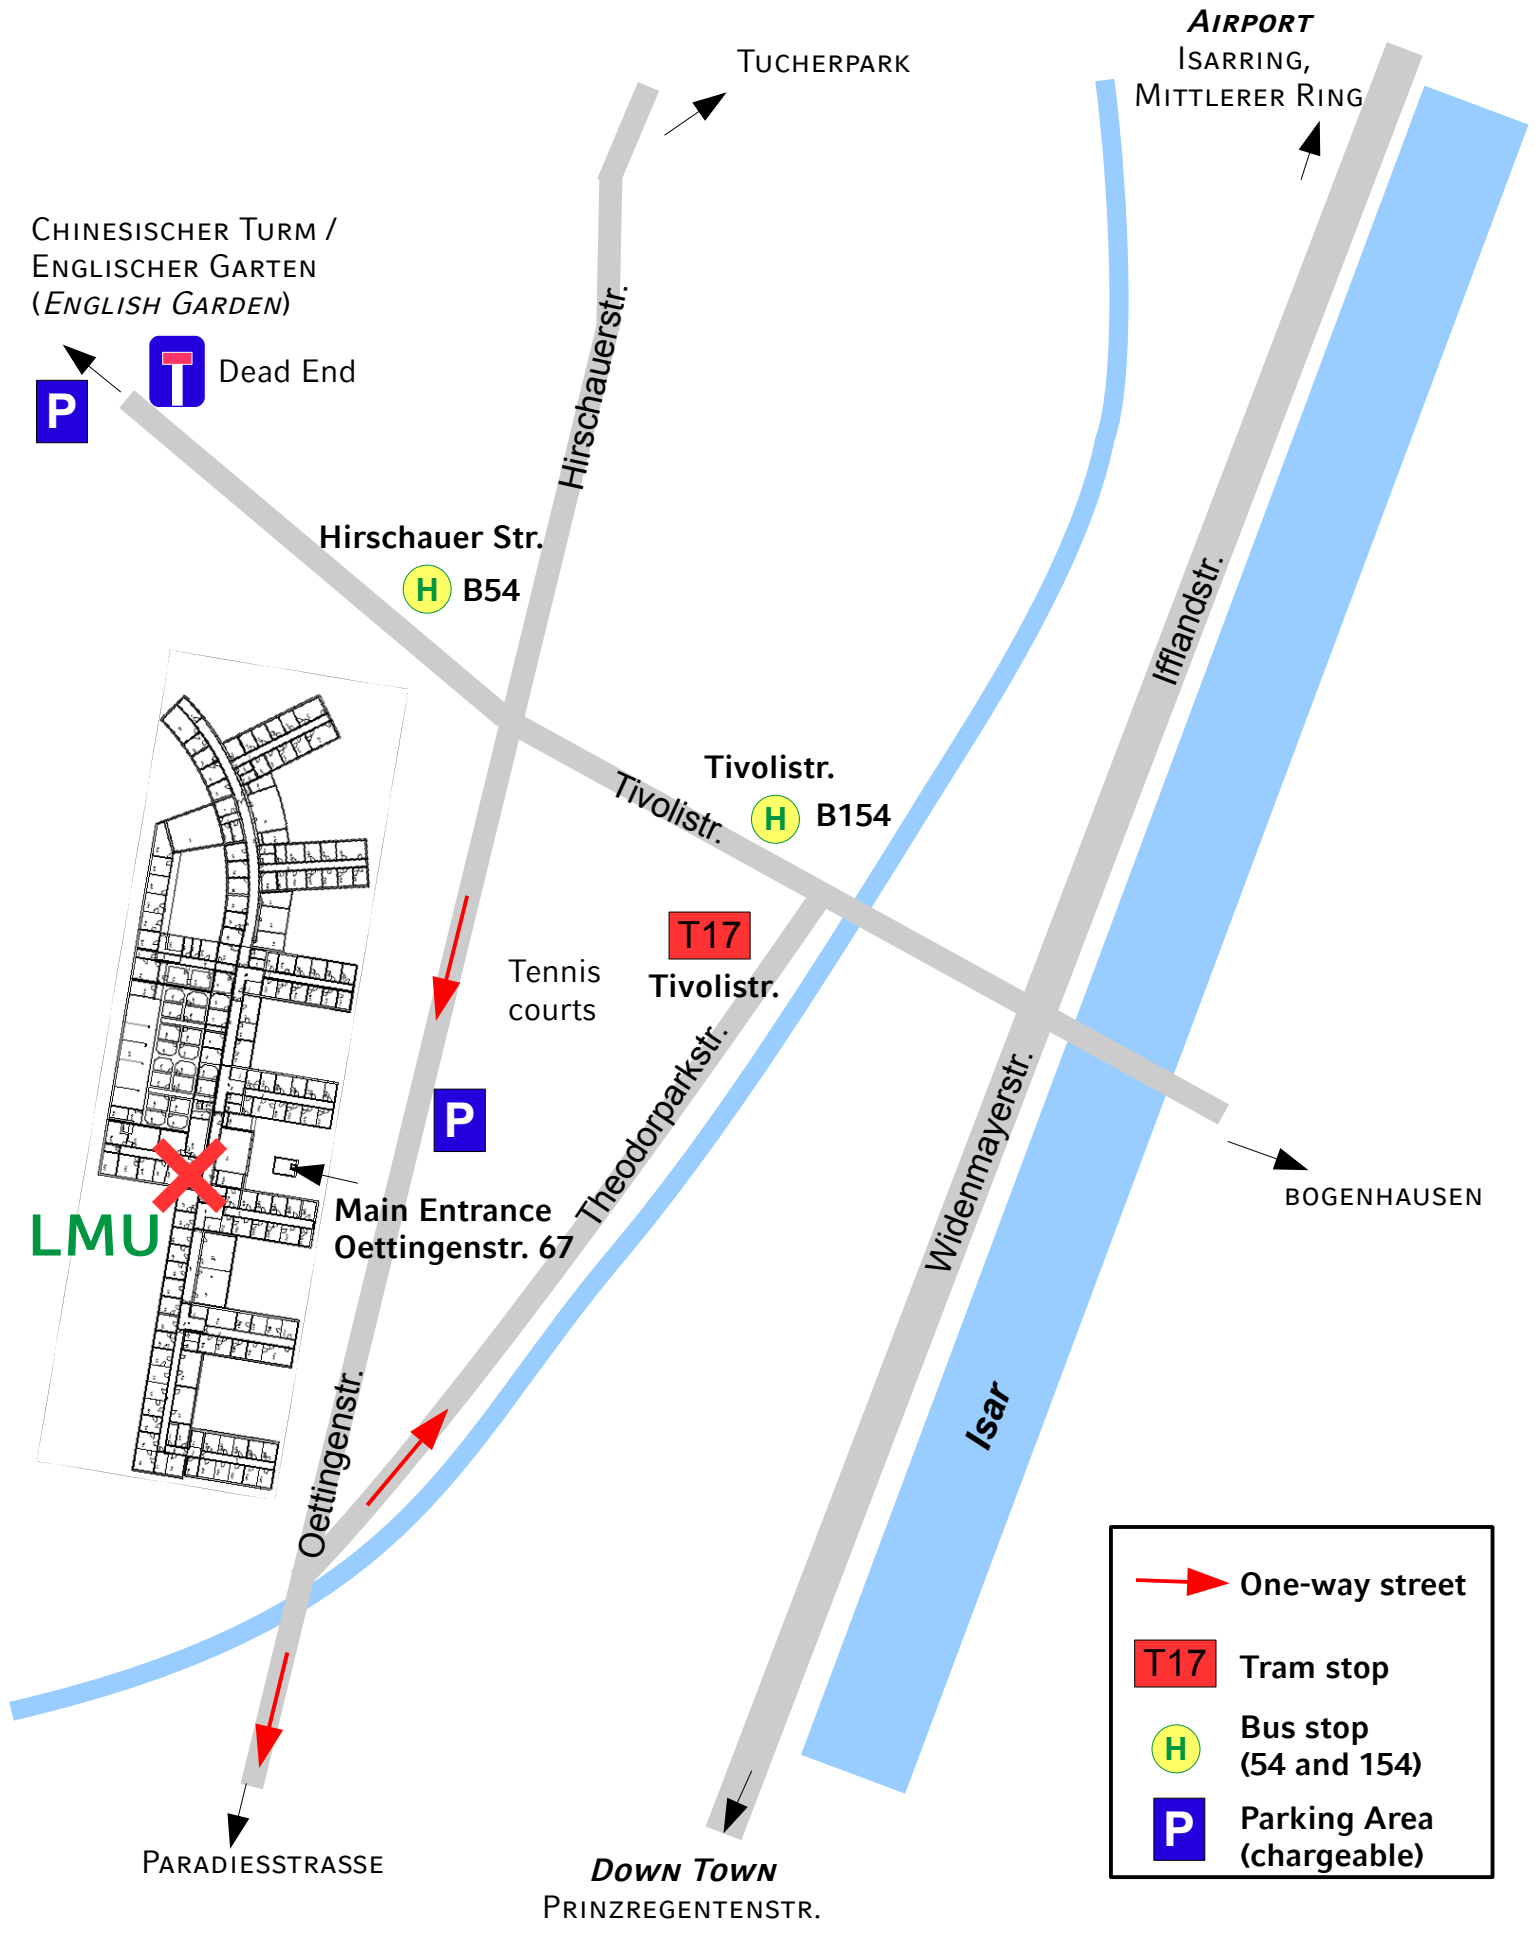 AIRPORT
ISARRING,
MITTLERER RING
TUCHERPARK
CHINESISCHER TURM /
ENGLISCHER GARTEN
(ENGLISH GARDEN)
Dead End
P
Hirschauerstr.
Hirschauer Str.
H B54
Ifflandstr.
Tivolistr.
H B154
Tivolistr.
T17
Tivolistr.
Tennis
courts
P
Theodorparkstr.
Widenmayerstr.
BOGENHAUSEN
LMU
Main Entrance
Oettingenstr. 67
Oettingenstr.
Isar
One-way street
T17 Tram stop
H Bus stop
(54 and 154)
P Parking Area
(chargeable)
PARADIESSTRASSE
DOWN TOWN
PRINZREGENTENSTR.